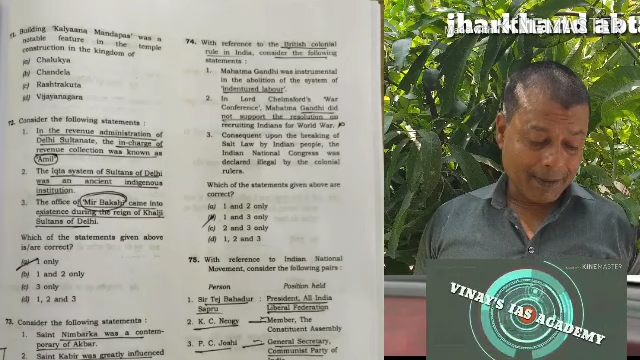 71. Building 'Kalyaana Mandapas' was a
notable feature in the temple
construction in the kingdom of
(a) Chalukya
(b) Chandela
(c) Rashtrakuta
(d) Vijayanagara
72. Consider the following statements :
1. In the revenue administration of
Delhi Sultanate, the in-charge of
revenue collection was known as
'Amil'.
2. The Iqta system of Sultans of Delhi
was an ancient indigenous
institution.
3. The office of 'Mir Bakshi' came into
existence during the reign of Khalji
Sultans of Delhi.
Which of the statements given above
is/are correct?
(a) 1 only
(b) 1 and 2 only
(c) 3 only
(d) 1, 2 and 3
73. Consider the following statements :
1. Saint Nimbarka was a contem-
porary of Akbar.
2. Saint Kabir was greatly influenced
74. With reference to the British colonial
rule in India, consider the following
statements :
1. Mahatma Gandhi was instrumental
in the abolition of the system of
'indentured labour'.
2. In Lord Chelmsford's 'War
Conference', Mahatma Gandhi did
not support the resolution on
recruiting Indians for World War.
3. Consequent upon the breaking of
Salt Law by Indian people, the
Indian National Congress was
declared illegal by the colonial
rulers.
Which of the statements given above are
correct?
(a) 1 and 2 only
(b) 1 and 3 only
(c) 2 and 3 only
(d) 1, 2 and 3
75. With reference to Indian National
Movement, consider the following pairs :
Person Position held
1. Sir Tej Bahadur : President, All India
Sapru Liberal Federation
2. K. C. Neogy : Member, The
Constituent Assembly
3. P. C. Joshi : General Secretary,
Communist Party of
jharkhand abta
MADE WITH KINEMASTER
VINAY'S IAS ACADEMY